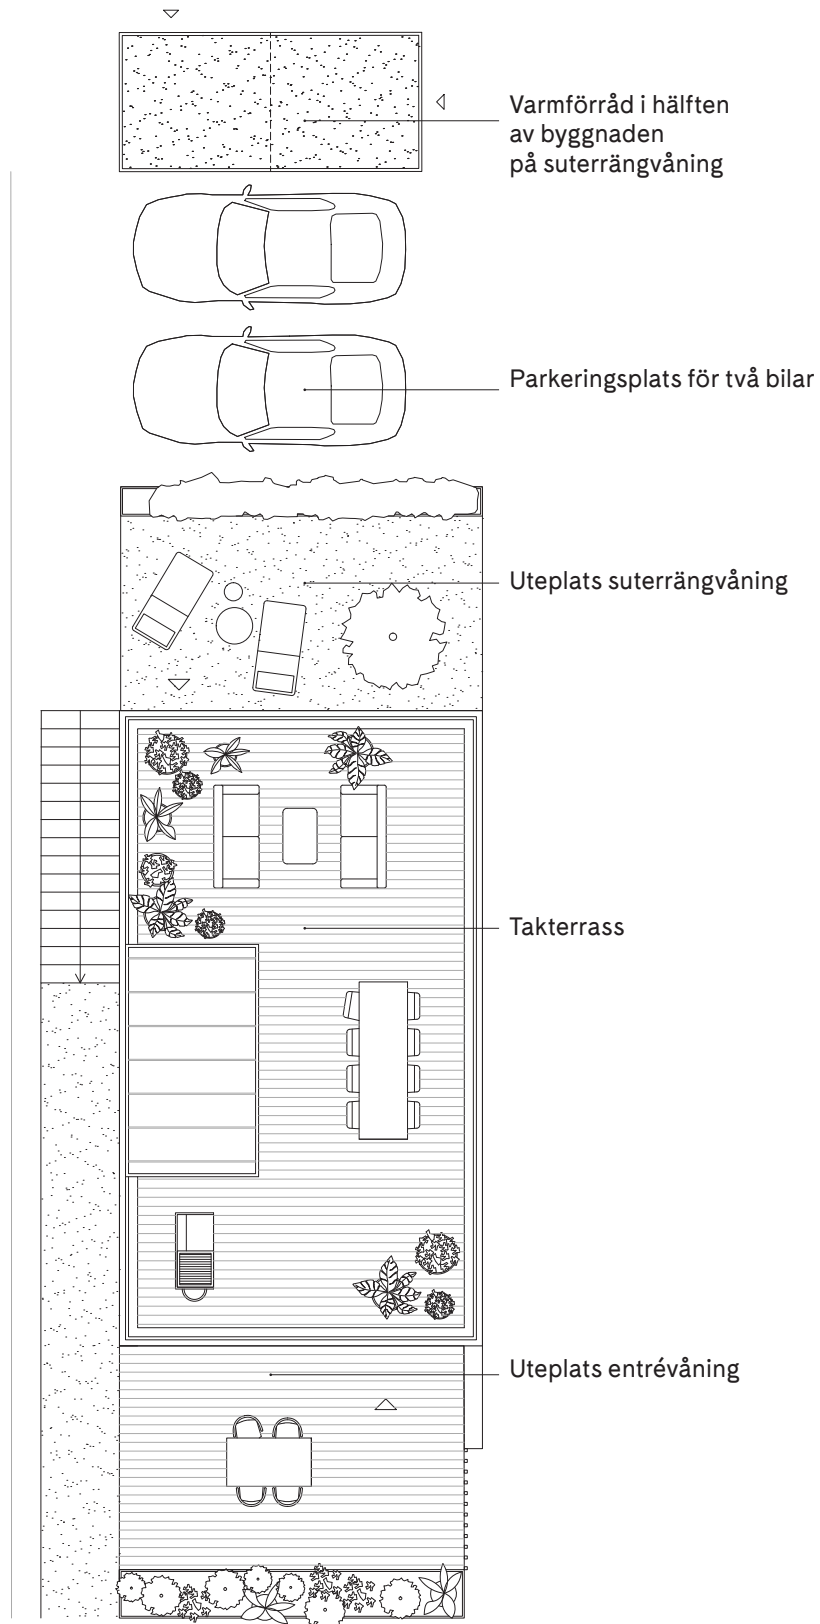 Varmförråd i hälften
av byggnaden
på suterrängvåning
Parkeringsplats för två bilar
Uteplats suterrängvåning
Takterrass
Uteplats entrévåning